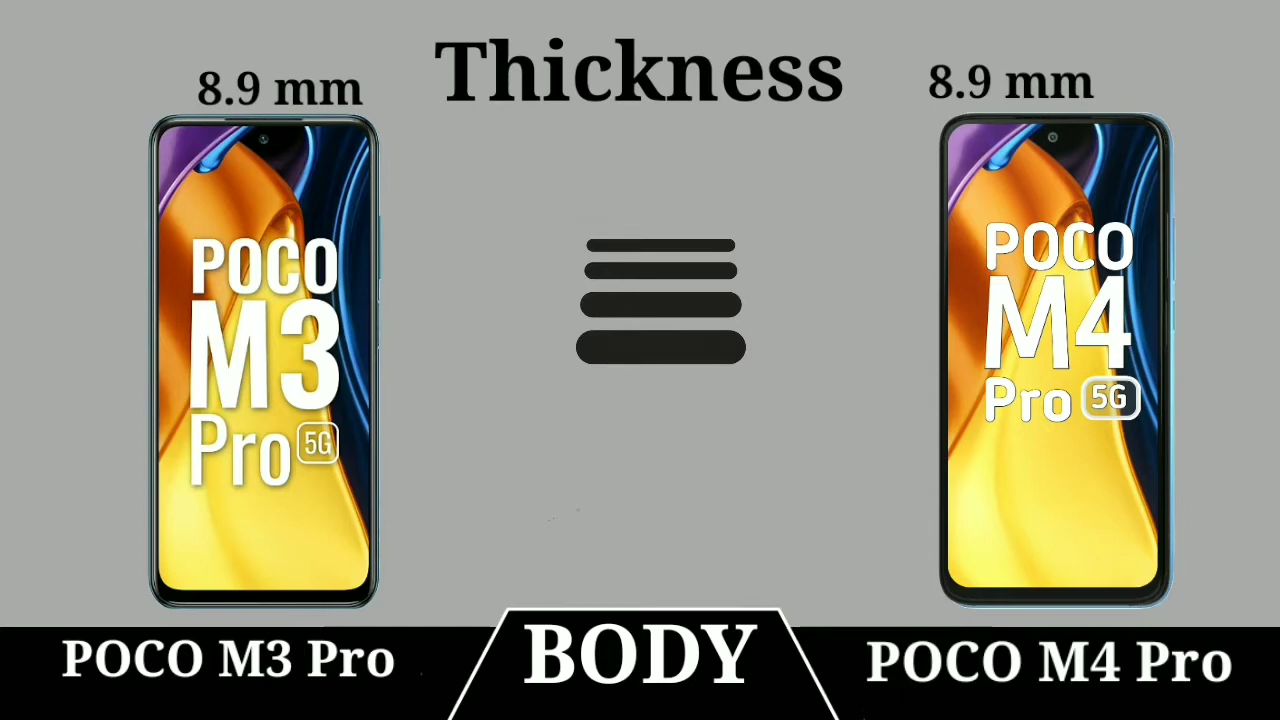 Thickness
8.9 mm
8.9 mm
POCO
M3
Pro 5G
POCO
M4
Pro 5G
POCO M3 Pro
BODY
POCO M4 Pro